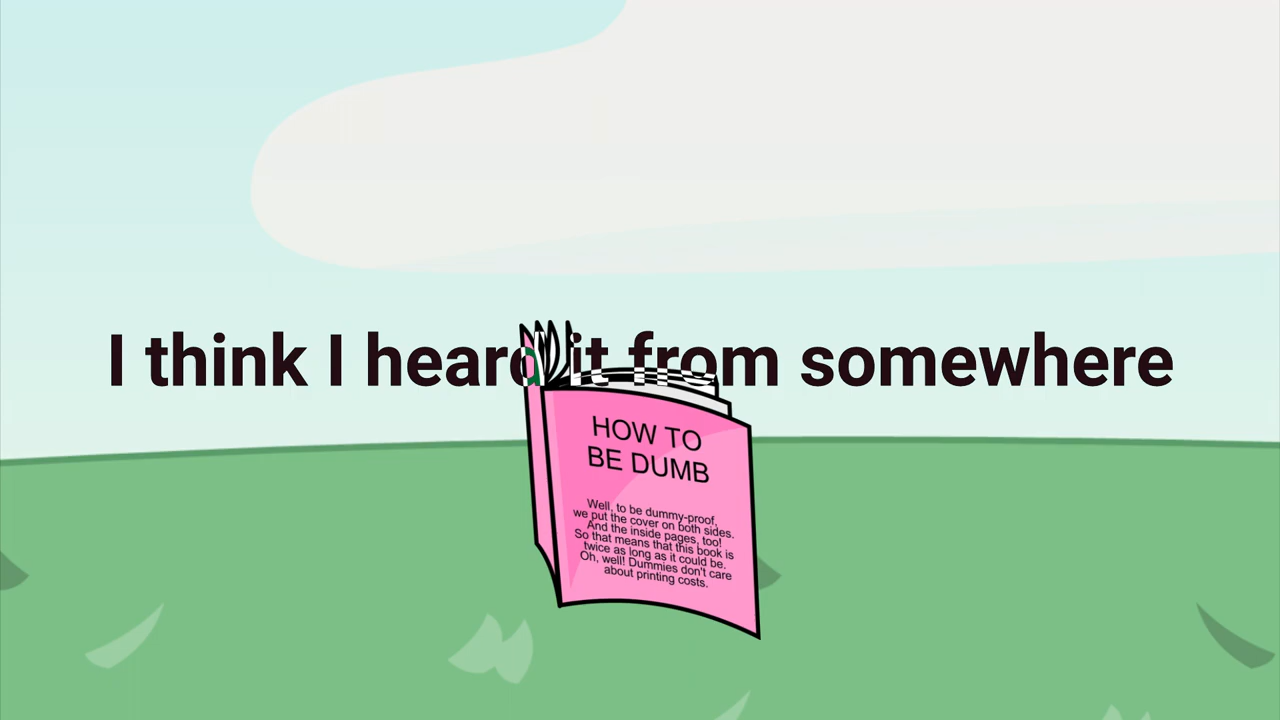 I think I heard it from somewhere
HOW TO
BE DUMB
Well, to be dummy-proof,
we put the cover on both sides.
And the inside pages, too!
So that means that this book is
twice as long as it could be.
Oh, well! Dummies don't care
about printing costs.